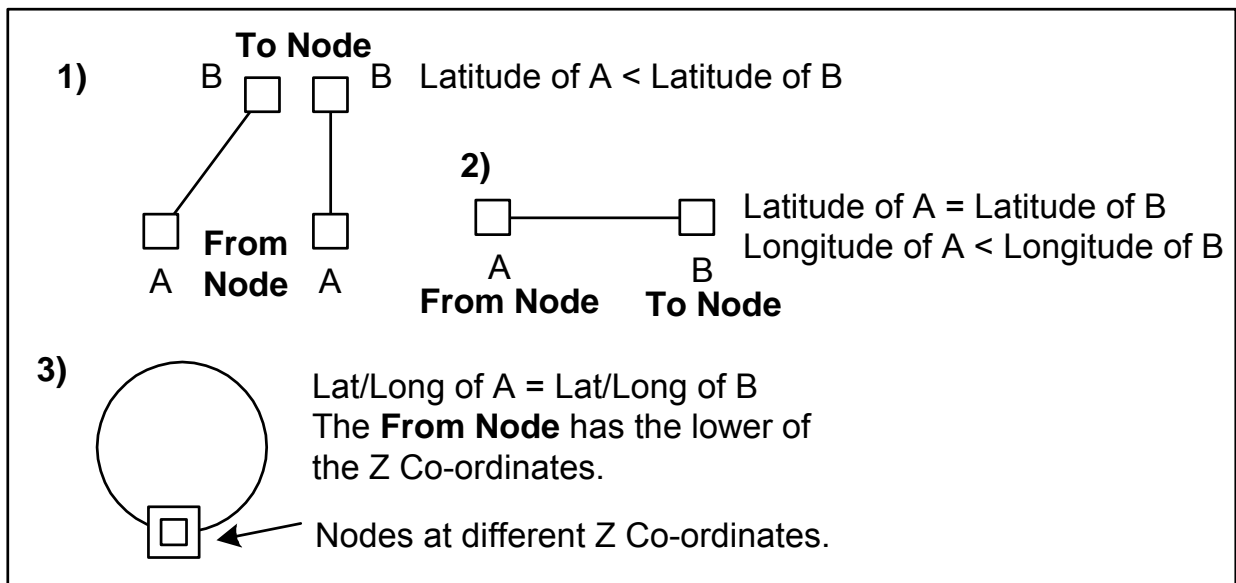 To Node
1)
B
B
Latitude of A < Latitude of B
2)
From
Node
A
A
Latitude of A = Latitude of B
Longitude of A < Longitude of B
A
B
From Node
To Node
3)
Lat/Long of A = Lat/Long of B
The From Node has the lower of
the Z Co-ordinates.
Nodes at different Z Co-ordinates.